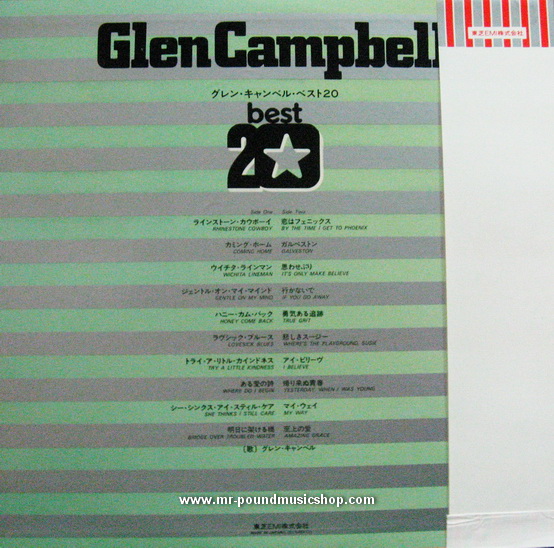 Glen Campbell
東芝EMI株式会社
グレン・キャンベル・ベスト20
best
20
Side One Side Four
ラインストーン・カウボーイ 恋はフェニックス
RHINESTONE COWBOY BY THE TIME I GET TO PHOENIX
カミング・ホーム ガルベストン
COMING HOME GALVESTON
ウイチタ・ラインマン 思わせぶり
WICHITA LINEMAN IT'S ONLY MAKE BELIEVE
ジェントル・オン・マイ・マインド 行かないで
GENTLE ON MY MIND IF YOU GO AWAY
ハニー・カム・バック 勇気ある追跡
HONEY COME BACK TRUE GRIT
ラヴシック・ブルース 悲しきスージー
LOVESICK BLUES WHERE'S THE PLAYGROUND, SUSIE
トライ・ア・リトル・カインドネス アイ・ビリーヴ
TRY A LITTLE KINDNESS I BELIEVE
ある愛の詩 帰り来ぬ青春
WHERE DO I BEGIN YESTERDAY, WHEN I WAS YOUNG
シー・シンクス・アイ・スティル・ケア マイ・ウェイ
SHE THINKS I STILL CARE MY WAY
明日に架ける橋 至上の愛
BRIDGE OVER TROUBLED WATER AMAZING GRACE
〔歌〕グレン・キャンベル
www.mr-poundmusicshop.com
東芝EMI株式会社